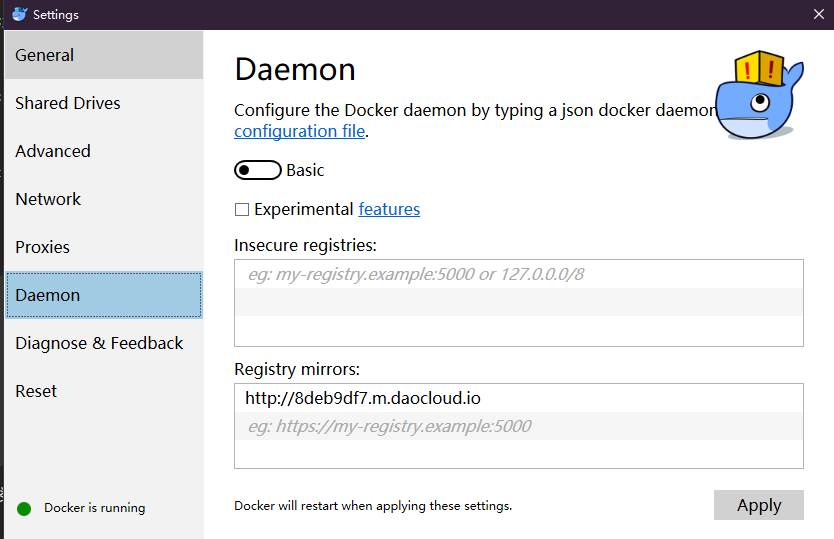 Settings
General
Shared Drives
Advanced
Network
Proxies
Daemon
Diagnose & Feedback
Reset
Docker is running
Daemon
Configure the Docker daemon by typing a json docker daemon
configuration file.
Basic
Experimental features
Insecure registries:
eg: my-registry.example:5000 or 127.0.0.0/8
Registry mirrors:
http://8deb9df7.m.daocloud.io
eg: https://my-registry.example:5000
Docker will restart when applying these settings.
Apply
! !